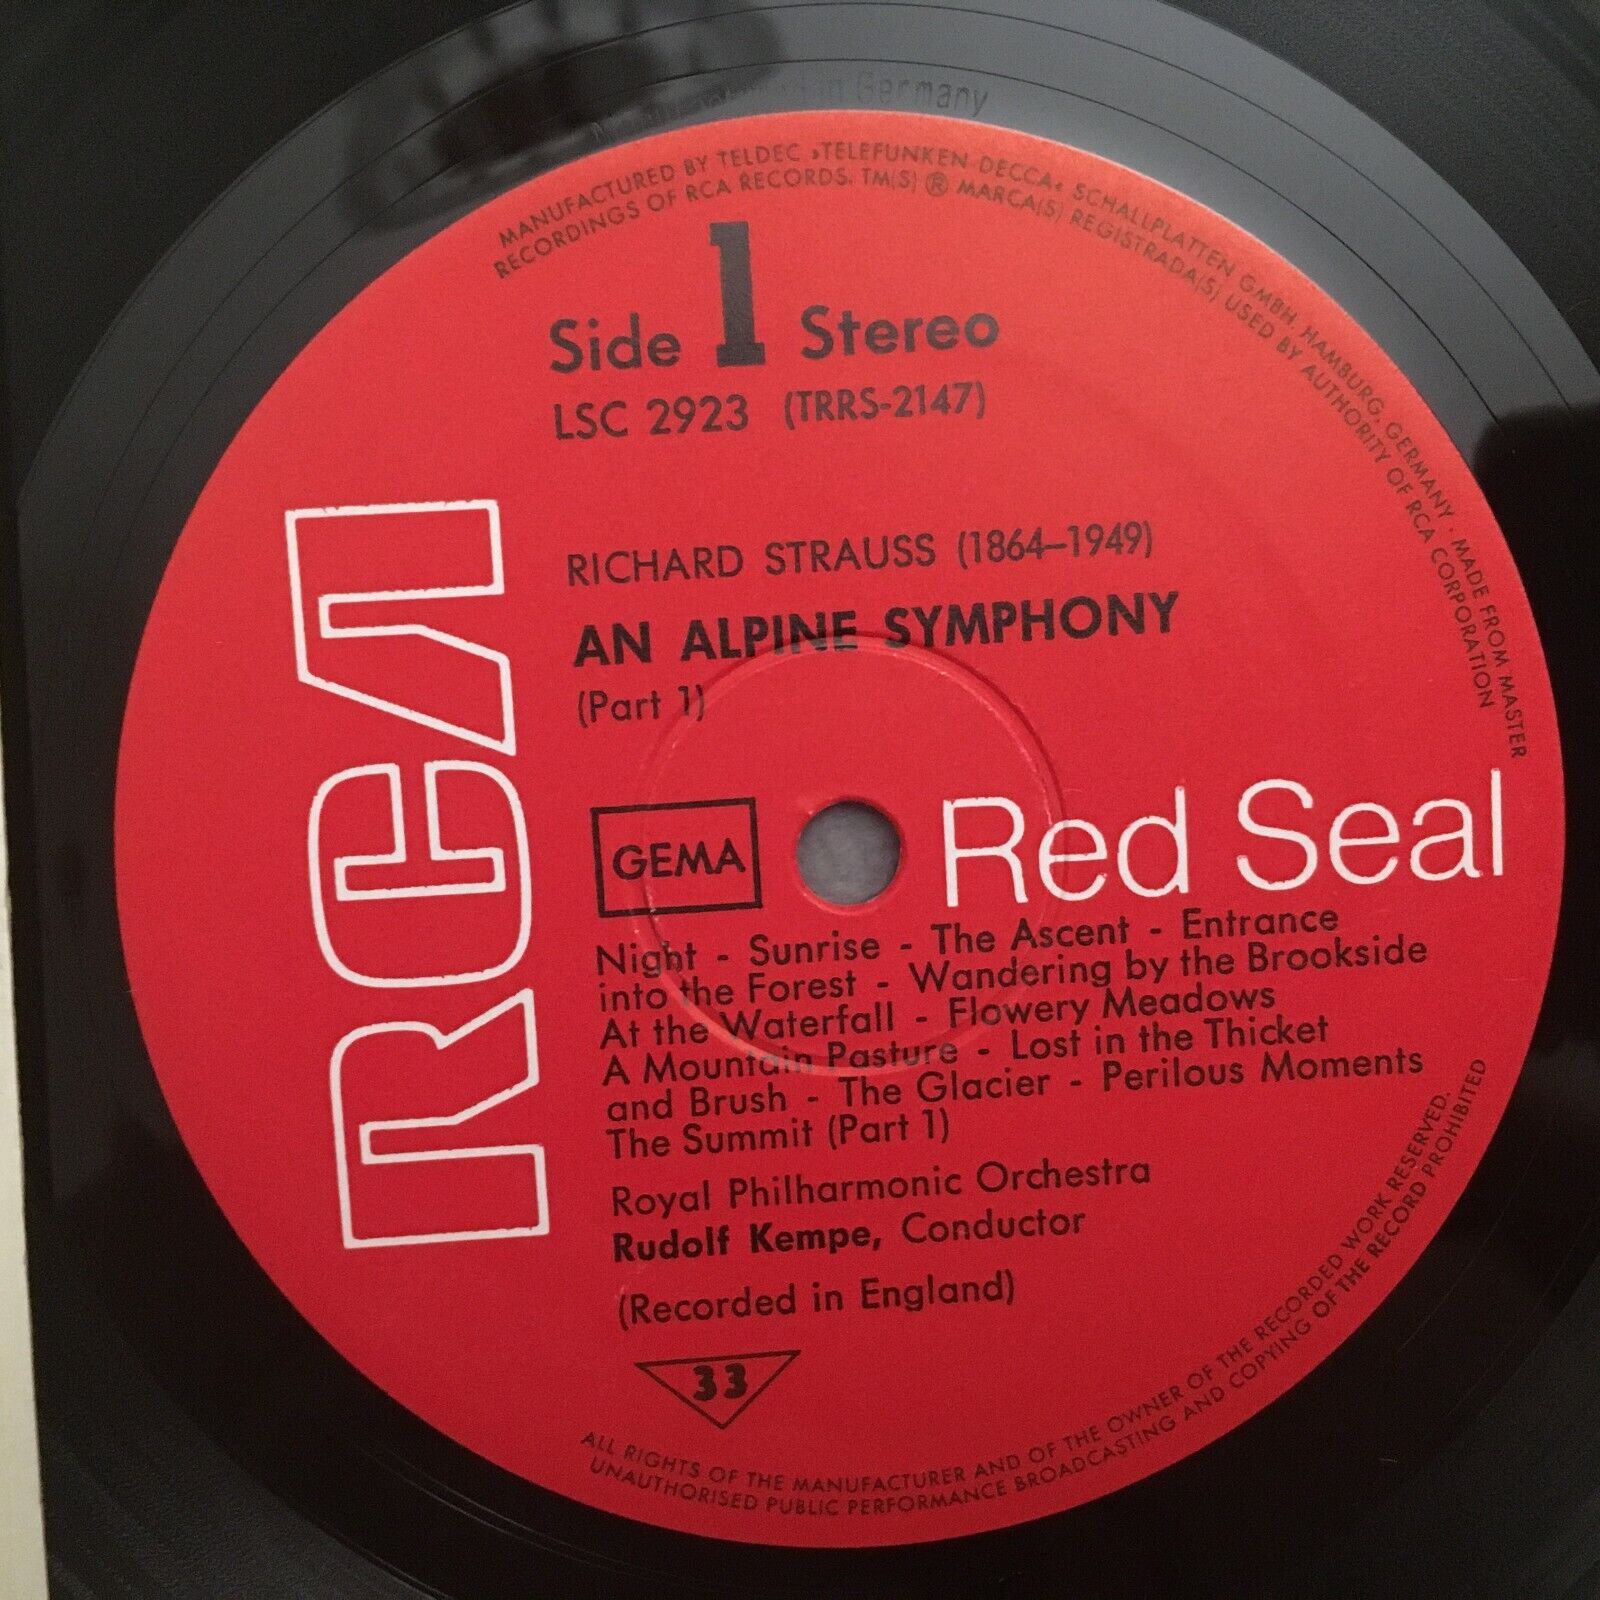 in Germany
MANUFACTURED BY TELDEC »TELEFUNKEN DECCA« SCHALLPLATTEN GMBH, HAMBURG, GERMANY · MADE FROM MASTER
RECORDINGS OF RCA RECORDS. TM(S) ® MARCA(S) REGISTRADA(S) USED BY AUTHORITY OF RCA CORPORATION
Side 1 Stereo
LSC 2923 (TRRS-2147)
RICHARD STRAUSS (1864–1949)
AN ALPINE SYMPHONY
(Part 1)
RCA
GEMA
Red Seal
Night - Sunrise - The Ascent - Entrance
into the Forest - Wandering by the Brookside
At the Waterfall - Flowery Meadows
A Mountain Pasture - Lost in the Thicket
and Brush - The Glacier - Perilous Moments
The Summit (Part 1)
Royal Philharmonic Orchestra
Rudolf Kempe, Conductor
(Recorded in England)
33
ALL RIGHTS OF THE MANUFACTURER AND OF THE OWNER OF THE RECORDED WORK RESERVED.
UNAUTHORISED PUBLIC PERFORMANCE BROADCASTING AND COPYING OF THE RECORD PROHIBITED